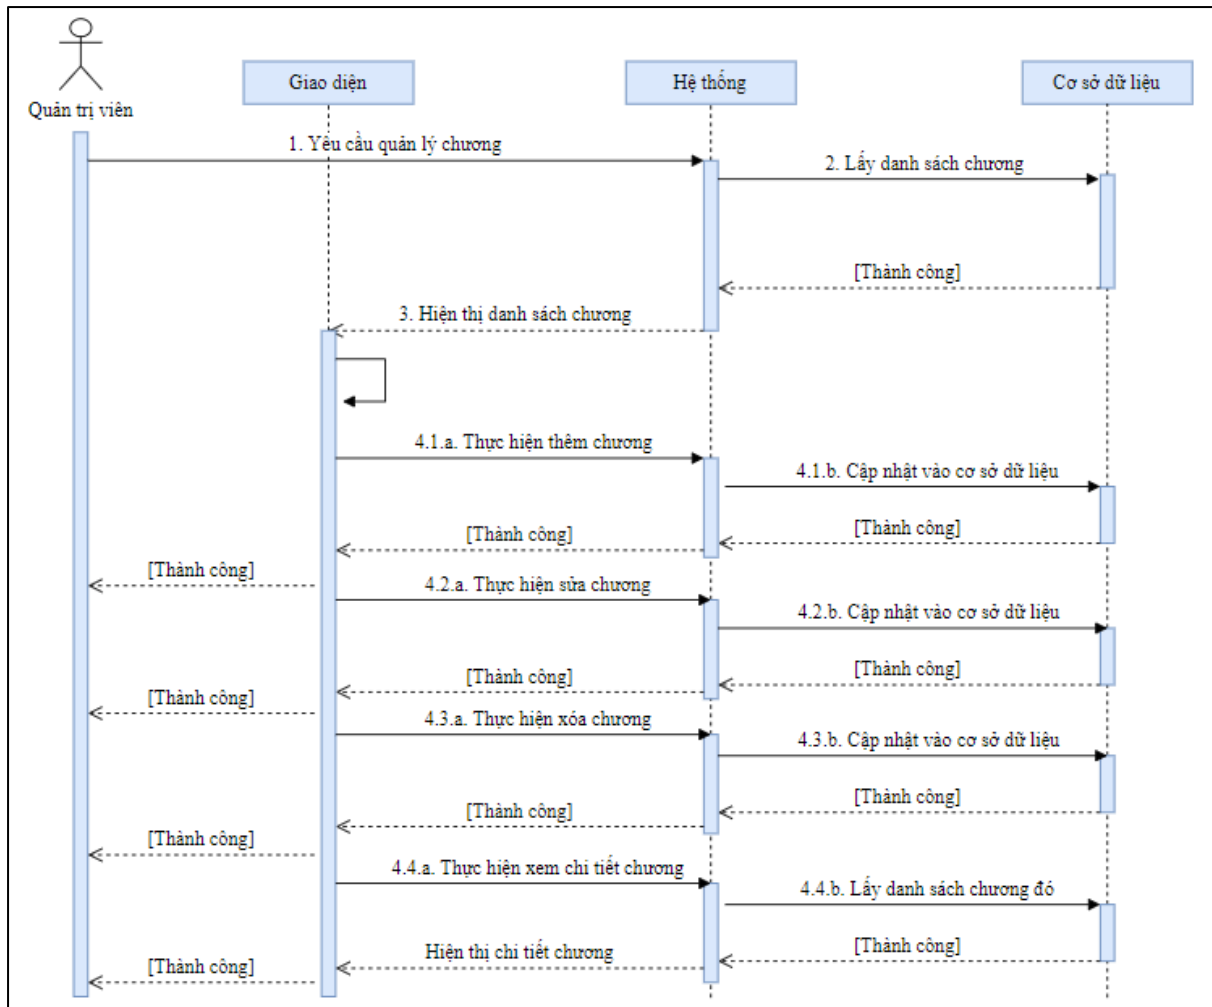 Quản trị viên
Giao diện
Hệ thống
Cơ sở dữ liệu
1. Yêu cầu quản lý chương
2. Lấy danh sách chương
[Thành công]
3. Hiện thị danh sách chương
4.1.a. Thực hiện thêm chương
4.1.b. Cập nhật vào cơ sở dữ liệu
[Thành công]
[Thành công]
[Thành công]
4.2.a. Thực hiện sửa chương
4.2.b. Cập nhật vào cơ sở dữ liệu
[Thành công]
[Thành công]
[Thành công]
4.3.a. Thực hiện xóa chương
4.3.b. Cập nhật vào cơ sở dữ liệu
[Thành công]
[Thành công]
[Thành công]
4.4.a. Thực hiện xem chi tiết chương
4.4.b. Lấy danh sách chương đó
[Thành công]
Hiện thị chi tiết chương
[Thành công]